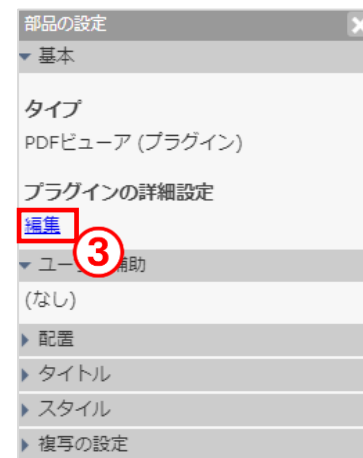 部品の設定
基本
タイプ
PDFビューア (プラグイン)
プラグインの詳細設定
編集
③
ユー 補助
(なし)
配置
タイトル
スタイル
複写の設定